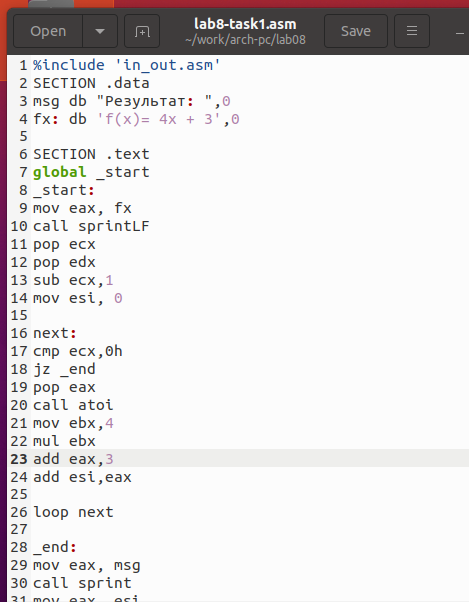 Open
lab8-task1.asm
~/work/arch-pc/lab08
Save
1 %include 'in_out.asm'
2 SECTION .data
3 msg db "Результат: ",0
4 fx: db 'f(x)= 4x + 3',0
5
6 SECTION .text
7 global _start
8 _start:
9 mov eax, fx
10 call sprintLF
11 pop ecx
12 pop edx
13 sub ecx,1
14 mov esi, 0
15
16 next:
17 cmp ecx,0h
18 jz _end
19 pop eax
20 call atoi
21 mov ebx,4
22 mul ebx
23 add eax,3
24 add esi,eax
25
26 loop next
27
28 _end:
29 mov eax, msg
30 call sprint
31 mov eax, esi